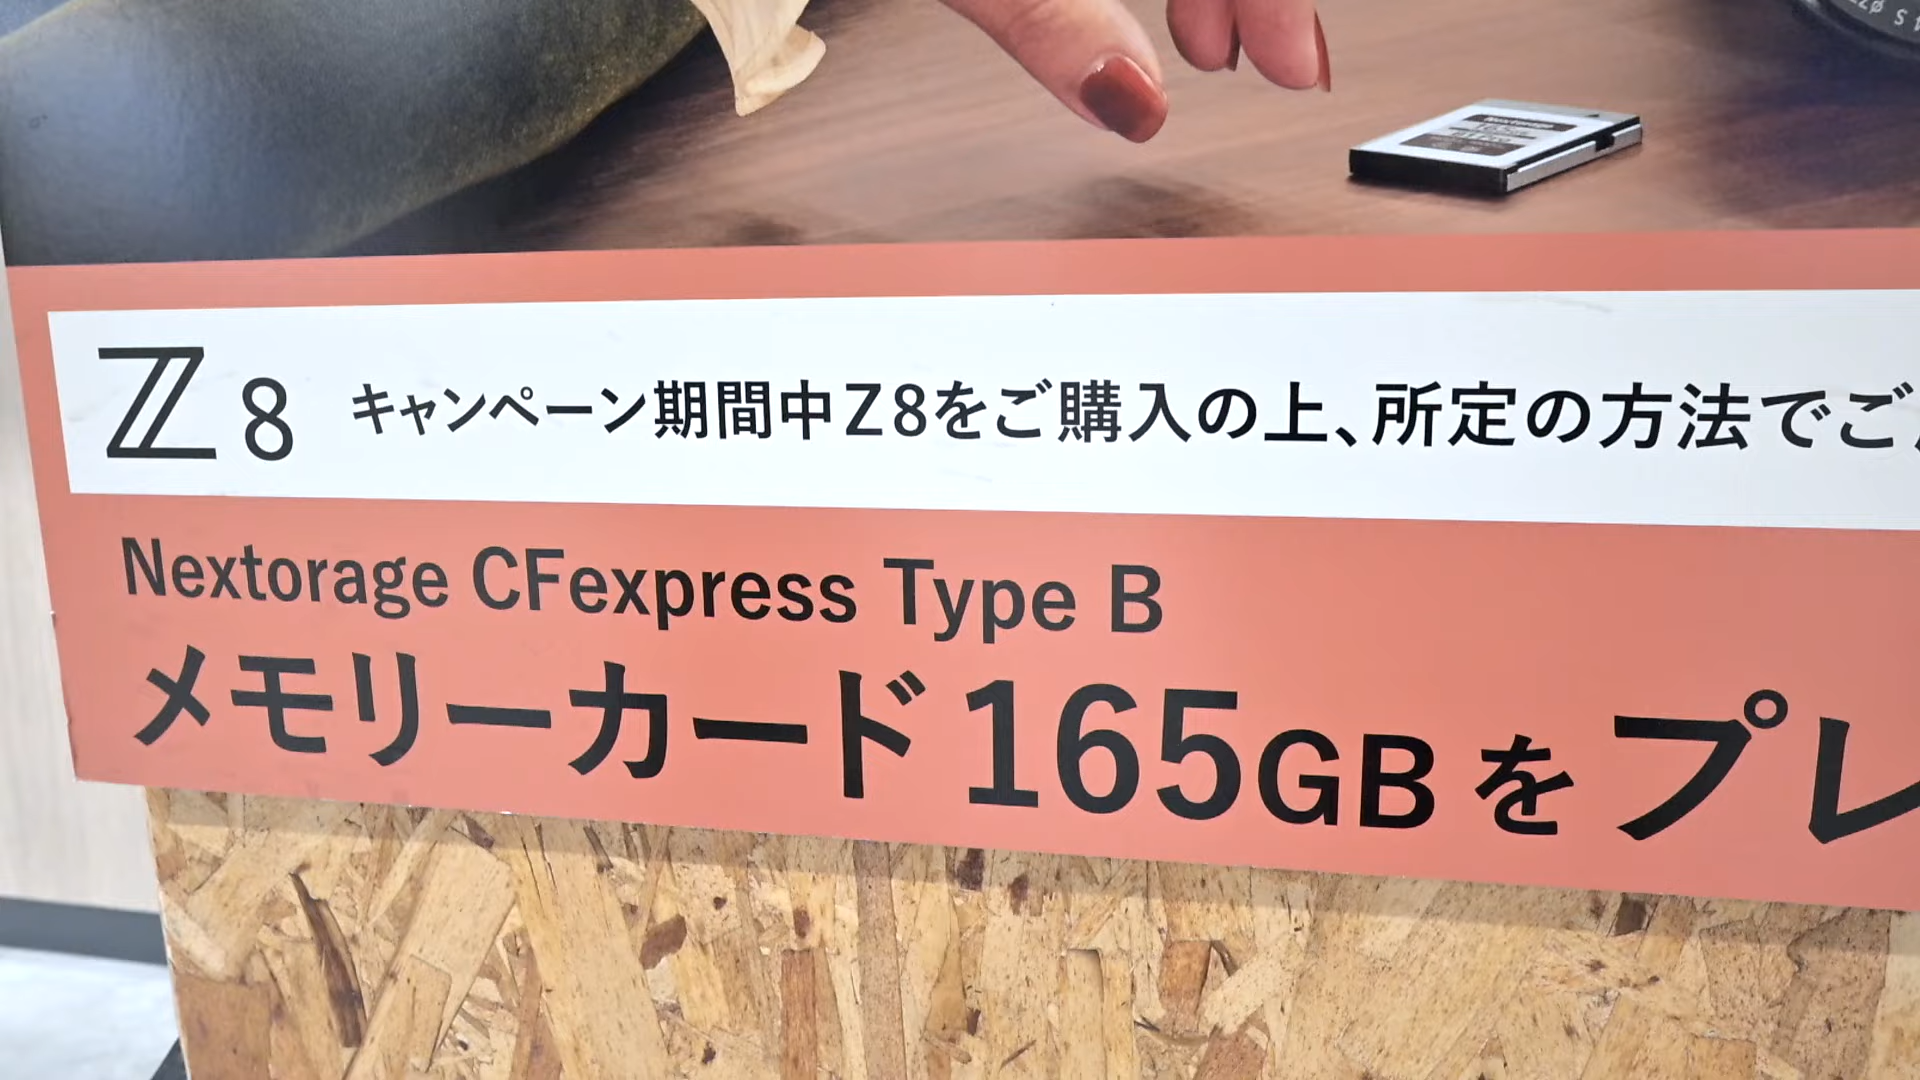 Nextorage
Z8 キャンペーン期間中Z8をご購入の上、所定の方法でご
Nextorage CFexpress Type B
メモリーカード165GBをプレ